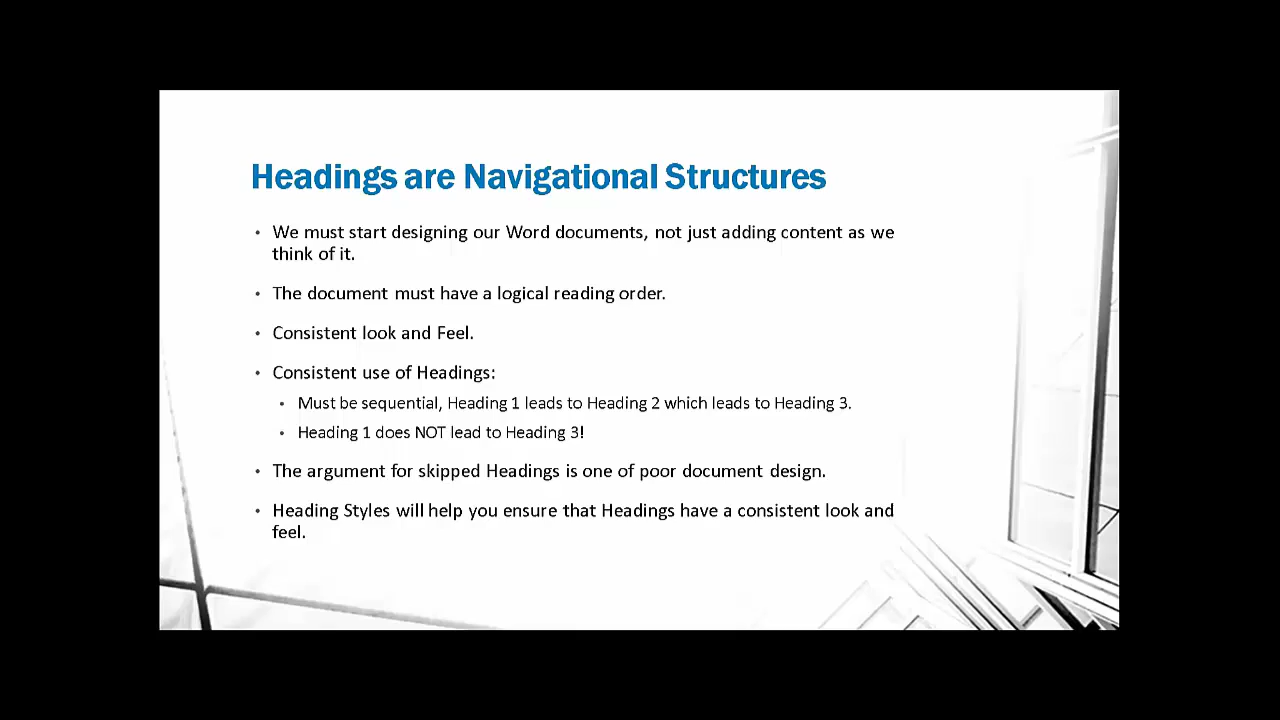 Headings are Navigational Structures
• We must start designing our Word documents, not just adding content as we
think of it.
• The document must have a logical reading order.
• Consistent look and Feel.
• Consistent use of Headings:
• Must be sequential, Heading 1 leads to Heading 2 which leads to Heading 3.
• Heading 1 does NOT lead to Heading 3!
• The argument for skipped Headings is one of poor document design.
• Heading Styles will help you ensure that Headings have a consistent look and
feel.